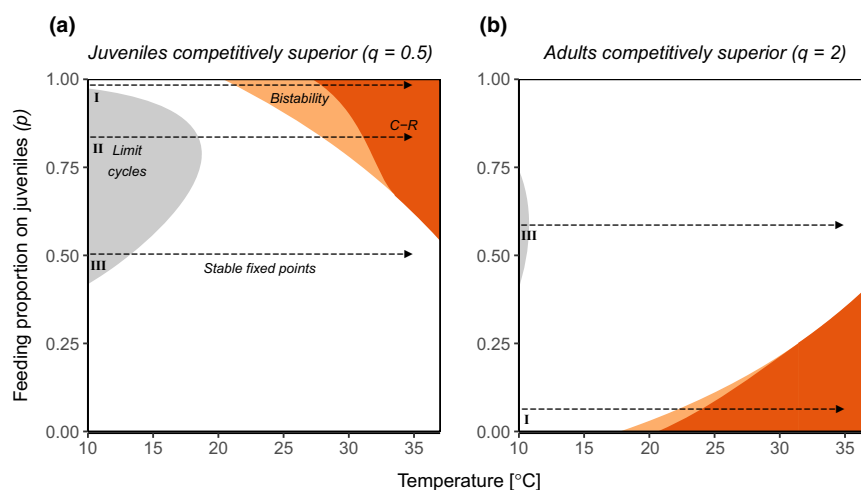 (a)
Juveniles competitively superior (q = 0.5)
(b)
Adults competitively superior (q = 2)
Feeding proportion on juveniles (p)
1.00
0.75
0.50
0.25
0.00
I
Bistability
C–R
II
Limit
cycles
III
Stable fixed points
10
15
20
25
30
35
1.00
0.75
0.50
0.25
0.00
III
I
10
15
20
25
30
35
Temperature [°C]